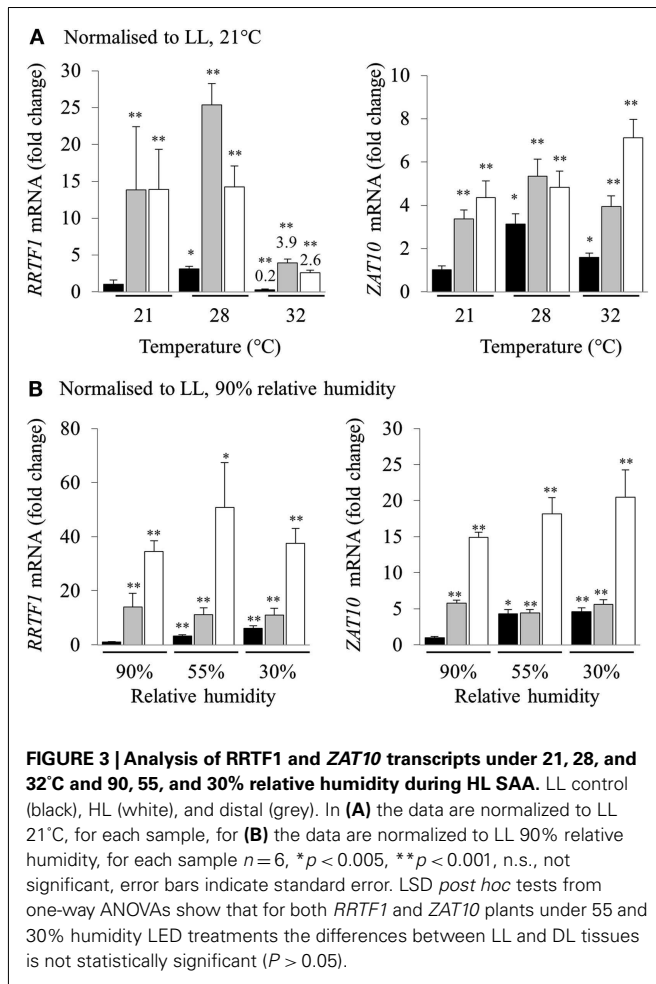 A Normalised to LL, 21°C
RRTF1 mRNA (fold change)
30
25
20
15
10
5
0
**
**
*
**
**
**
0.2
**
3.9
**
2.6
21 28 32
Temperature (°C)
ZAT10 mRNA (fold change)
8
6
4
2
0
**
**
*
**
**
*
**
**
21 28 32
Temperature (°C)
B Normalised to LL, 90% relative humidity
RRTF1 mRNA (fold change)
80
60
40
20
0
**
**
**
**
*
**
**
**
90% 55% 30%
Relative humidity
ZAT10 mRNA (fold change)
30
25
20
15
10
5
0
**
**
*
**
**
**
**
**
90% 55% 30%
Relative humidity
FIGURE 3 | Analysis of RRTF1 and ZAT10 transcripts under 21, 28, and
32°C and 90, 55, and 30% relative humidity during HL SAA. LL control
(black), HL (white), and distal (grey). In (A) the data are normalized to LL
21°C, for each sample, for (B) the data are normalized to LL 90% relative
humidity, for each sample n = 6, *p < 0.005, **p < 0.001, n.s., not
significant, error bars indicate standard error. LSD post hoc tests from
one-way ANOVAs show that for both RRTF1 and ZAT10 plants under 55 and
30% humidity LED treatments the differences between LL and DL tissues
is not statistically significant (P > 0.05).